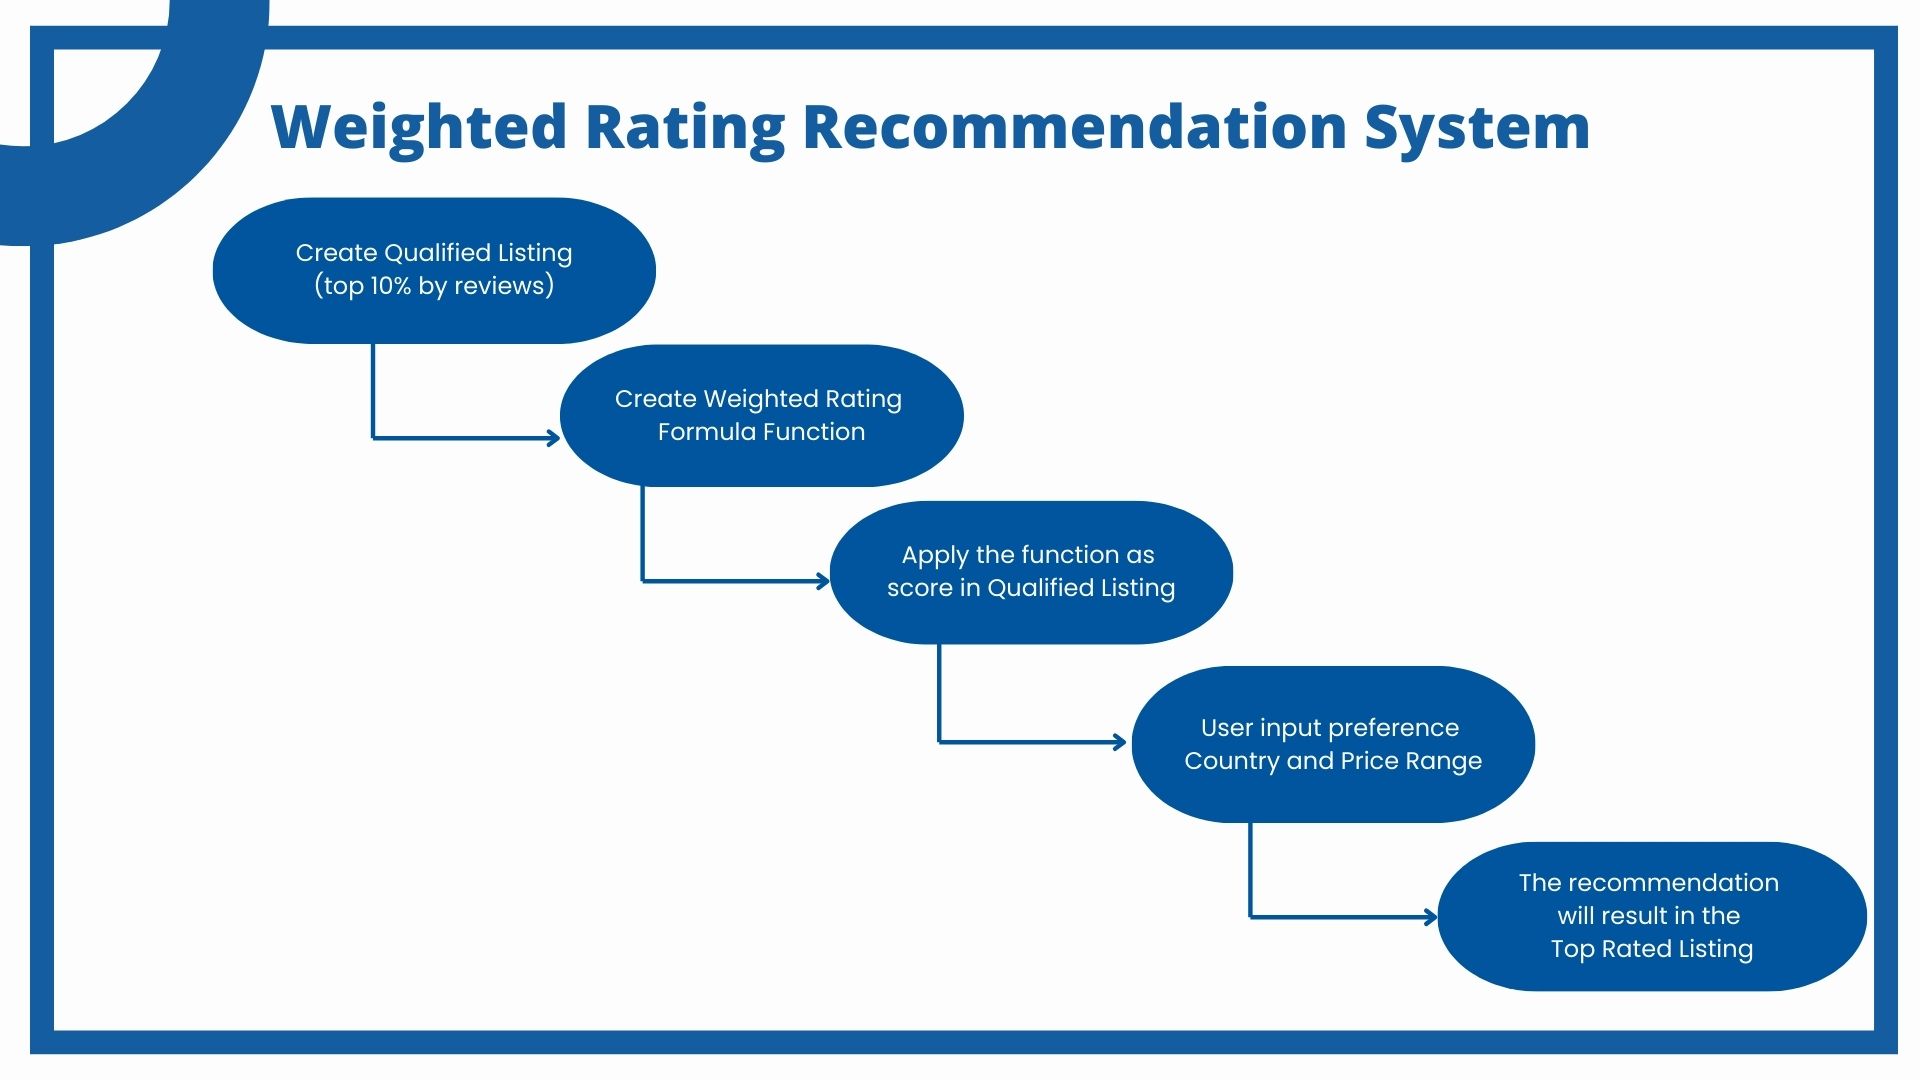 Weighted Rating Recommendation System
Create Qualified Listing
(top 10% by reviews)
Create Weighted Rating
Formula Function
Apply the function as
score in Qualified Listing
User input preference
Country and Price Range
The recommendation
will result in the
Top Rated Listing